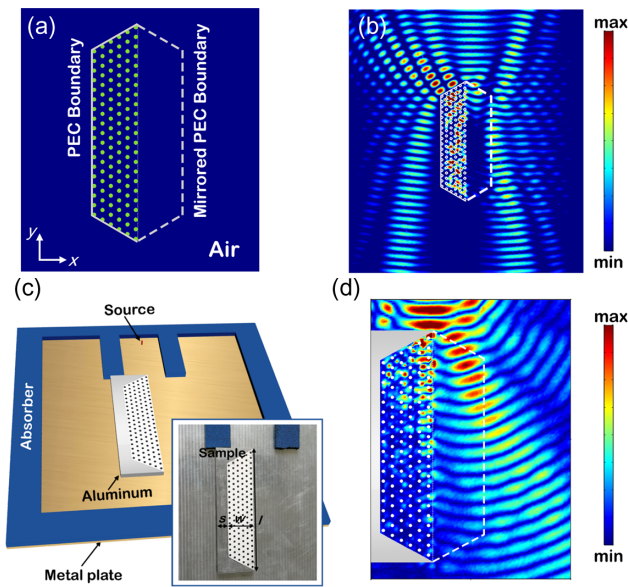 (a)
PEC Boundary
Mirrored PEC Boundary
y
x
Air
(b)
max
min
(c)
Source
Absorber
Aluminum
Metal plate
Sample
s
w
l
(d)
max
min